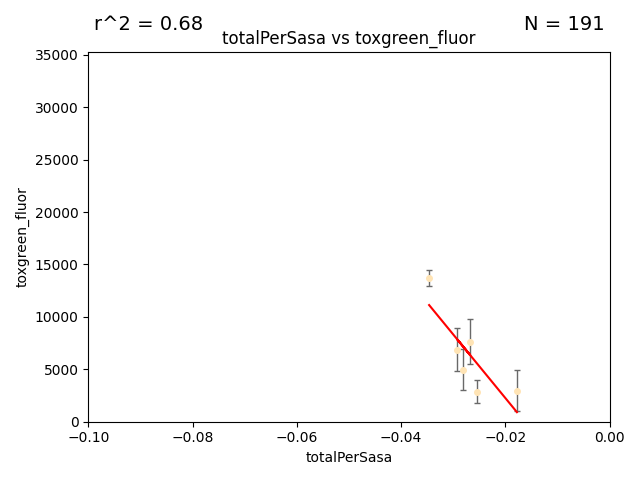 r^2 = 0.68
N = 191
totalPerSasa vs toxgreen_fluor
35000
30000
25000
20000
15000
10000
5000
0
toxgreen_fluor
−0.10
−0.08
−0.06
−0.04
−0.02
0.00
totalPerSasa